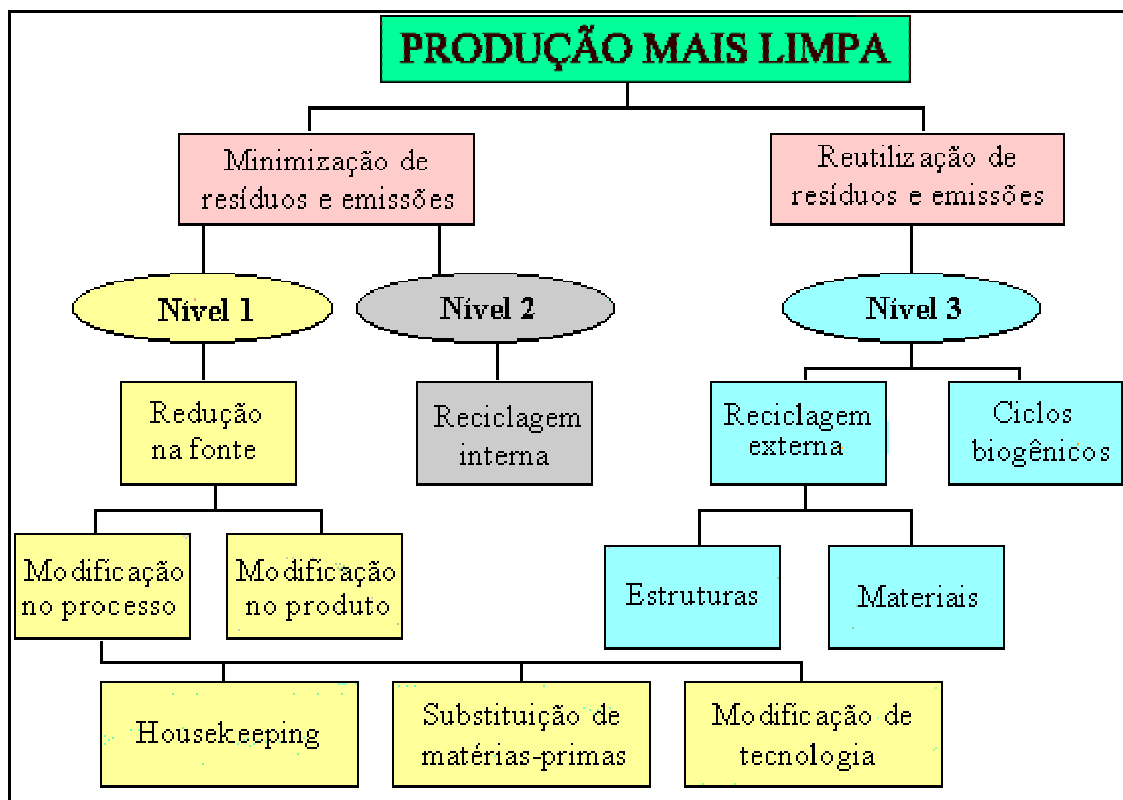 PRODUÇÃO MAIS LIMPA
Minimização de
resíduos e emissões
Reutilização de
resíduos e emissões
Nível 1
Nível 2
Nível 3
Redução
na fonte
Reciclagem
interna
Reciclagem
externa
Ciclos
biogênicos
Modificação
no processo
Modificação
no produto
Estruturas
Materiais
Housekeeping
Substituição de
matérias-primas
Modificação de
tecnologia